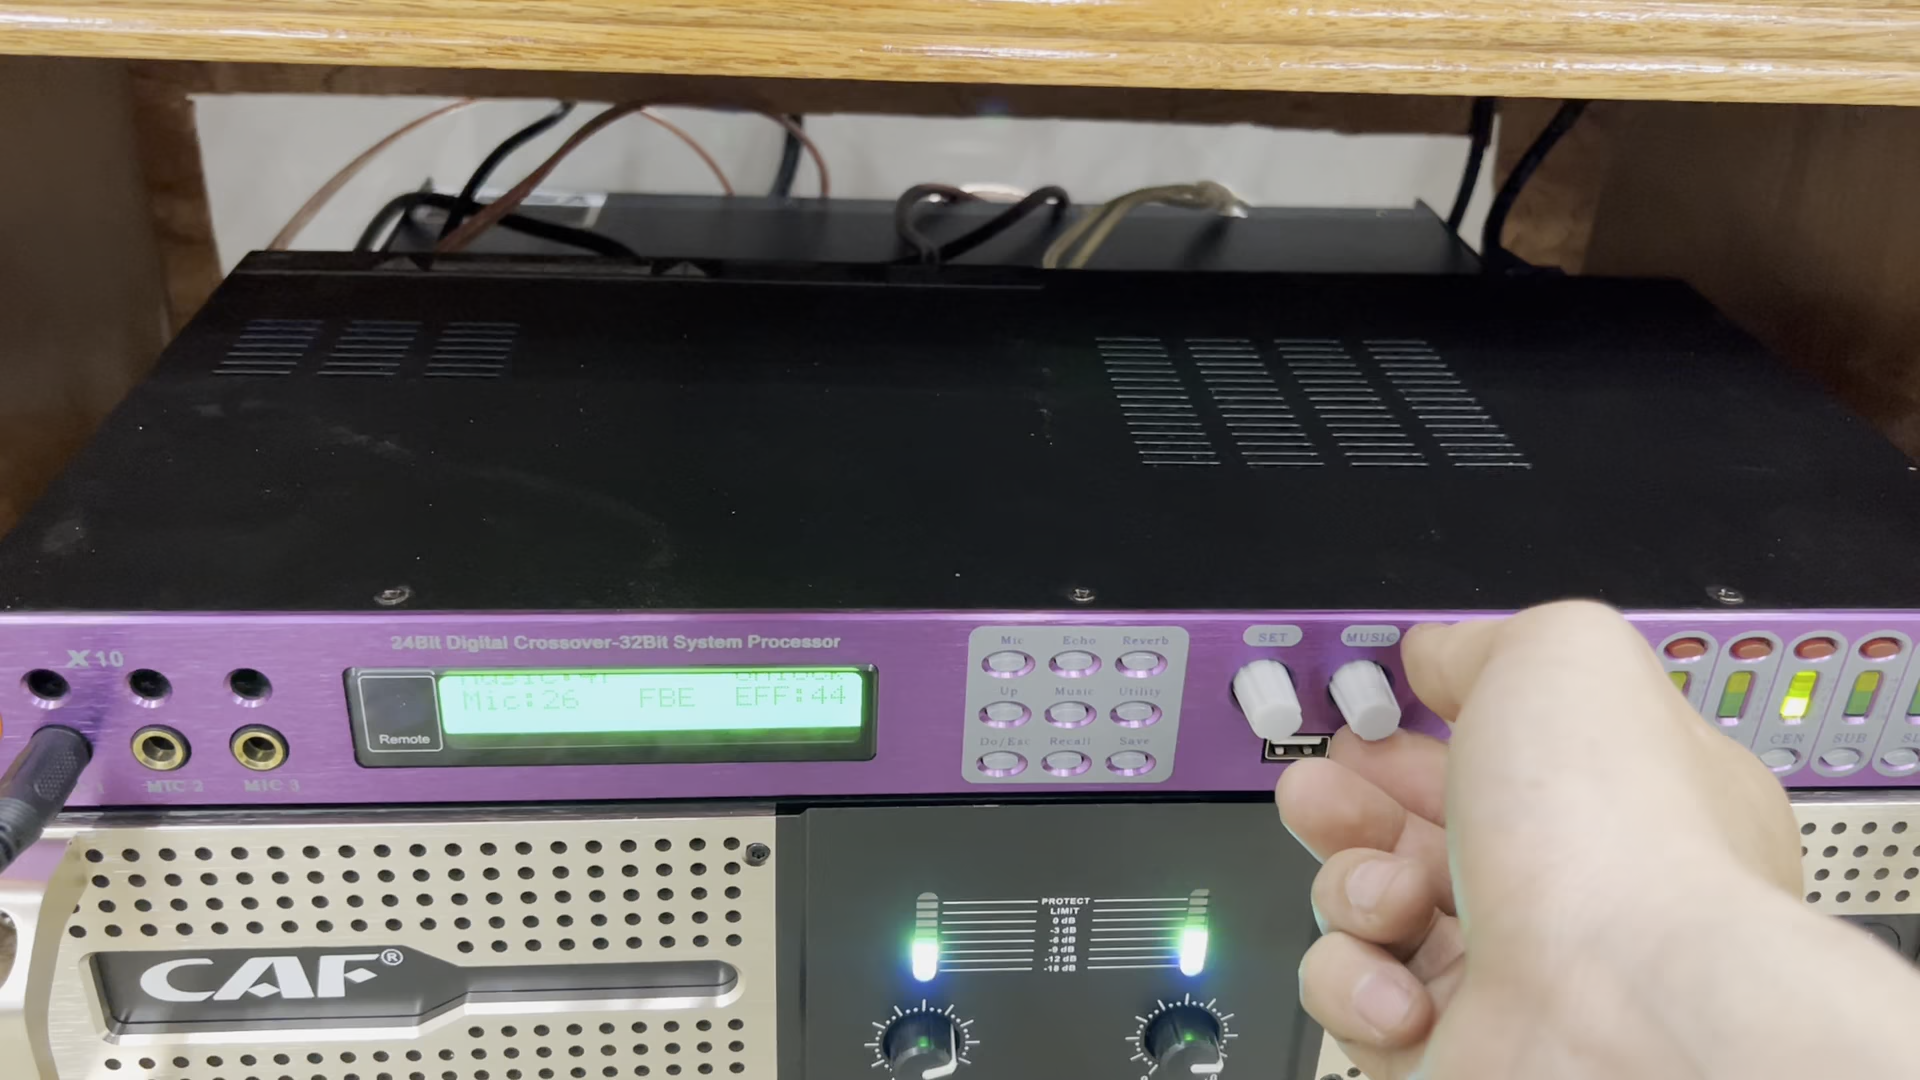 24Bit Digital Crossover-32Bit System Processor
X10
Mic:26 FBE EFF:44
Remote
MIC 2
MIC 3
Mic Echo Reverb
Up Music Utility
Do/Esc Recall Save
SET
MUSIC
CEN
SUB
CAF®
PROTECT
LIMIT
0 dB
-3 dB
-6 dB
-9 dB
-12 dB
-18 dB